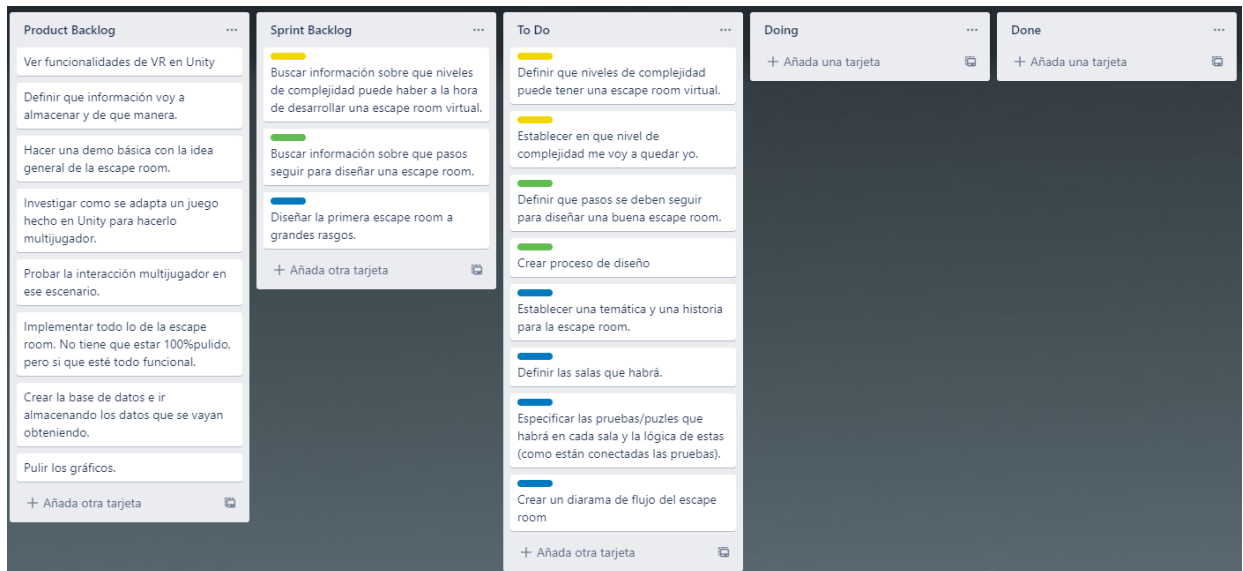 Product Backlog
Ver funcionalidades de VR en Unity
Definir que información voy a
almacenar y de que manera.
Hacer una demo básica con la idea
general de la escape room.
Investigar como se adapta un juego
hecho en Unity para hacerlo
multijugador.
Probar la interacción multijugador en
ese escenario.
Implementar todo lo de la escape
room. No tiene que estar 100%pulido,
pero si que esté todo funcional.
Crear la base de datos e ir
almacenando los datos que se vayan
obteniendo.
Pulir los gráficos.
+ Añada otra tarjeta
Sprint Backlog
Buscar información sobre que niveles
de complejidad puede haber a la hora
de desarrollar una escape room virtual.
Buscar información sobre que pasos
seguir para diseñar una escape room.
Diseñar la primera escape room a
grandes rasgos.
+ Añada otra tarjeta
To Do
Definir que niveles de complejidad
puede tener una escape room virtual.
Establecer en que nivel de
complejidad me voy a quedar yo.
Definir que pasos se deben seguir
para diseñar una buena escape room.
Crear proceso de diseño
Establecer una temática y una historia
para la escape room.
Definir las salas que habrá.
Especificar las pruebas/puzles que
habrá en cada sala y la lógica de estas
(como están conectadas las pruebas).
Crear un diarama de flujo del escape
room
+ Añada otra tarjeta
Doing
+ Añada una tarjeta
Done
+ Añada una tarjeta